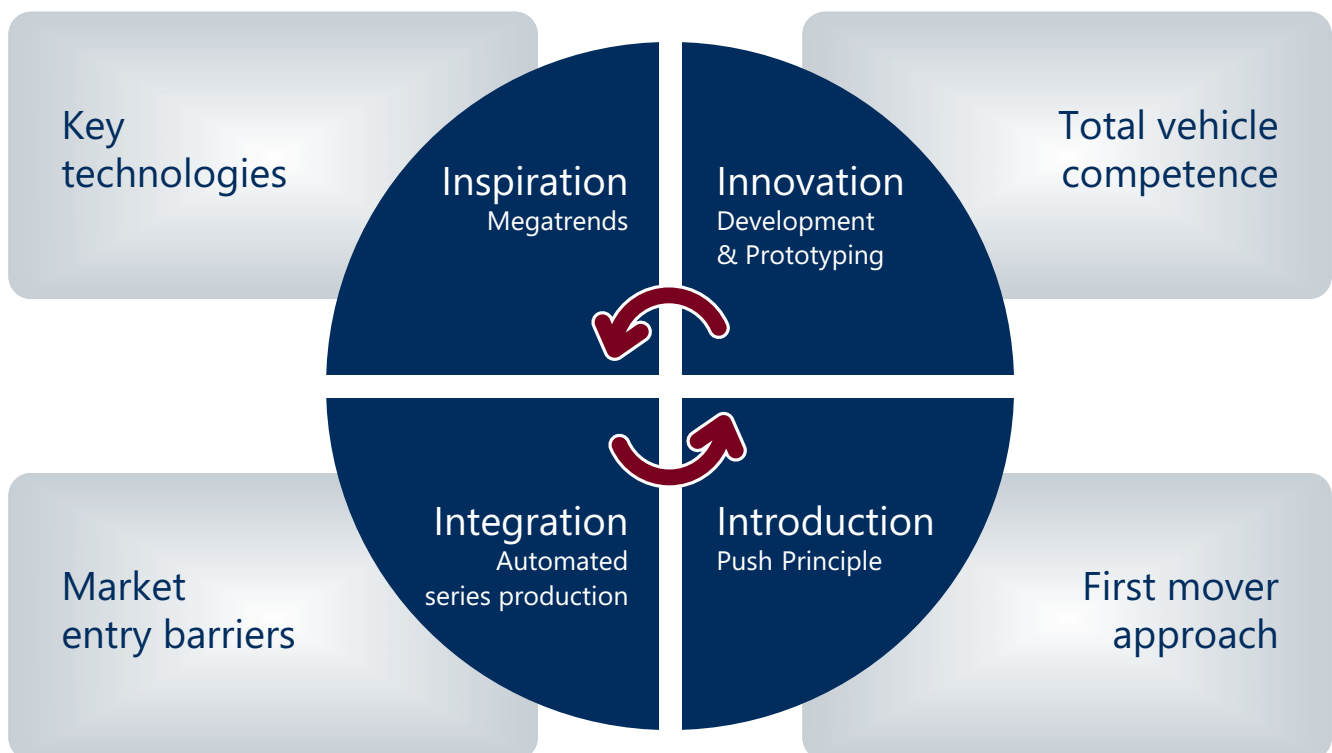 Key
technologies
Inspiration
Megatrends
Innovation
Development
& Prototyping
Total vehicle
competence
Market
entry barriers
Integration
Automated
series production
Introduction
Push Principle
First mover
approach